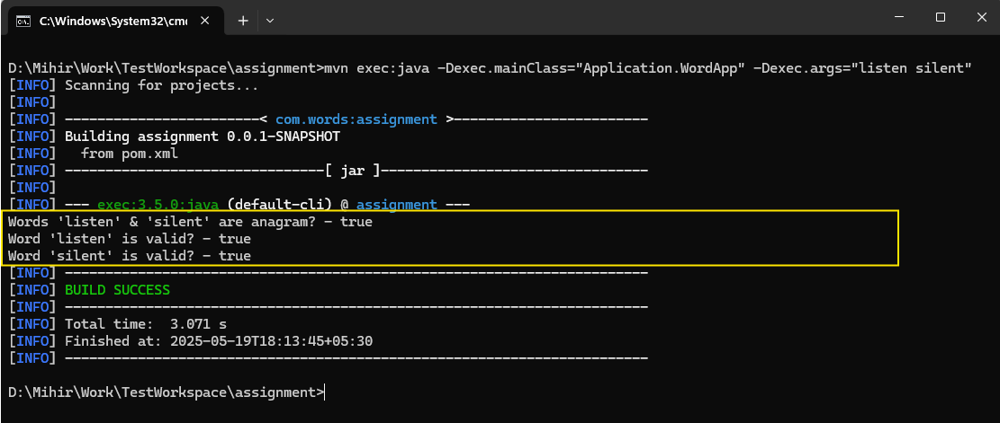 C:\Windows\System32\cmd
D:\Mihir\Work\TestWorkspace\assignment>mvn exec:java -Dexec.mainClass="Application.WordApp" -Dexec.args="listen silent"
[INFO] Scanning for projects...
[INFO]
[INFO] ------------------------< com.words:assignment >------------------------
[INFO] Building assignment 0.0.1-SNAPSHOT
[INFO]   from pom.xml
[INFO] --------------------------------[ jar ]---------------------------------
[INFO]
[INFO] --- exec:3.5.0:java (default-cli) @ assignment ---
Words 'listen' & 'silent' are anagram? - true
Word 'listen' is valid? - true
Word 'silent' is valid? - true
[INFO] ------------------------------------------------------------------------
[INFO] BUILD SUCCESS
[INFO] ------------------------------------------------------------------------
[INFO] Total time:  3.071 s
[INFO] Finished at: 2025-05-19T18:13:45+05:30
[INFO] ------------------------------------------------------------------------
D:\Mihir\Work\TestWorkspace\assignment>